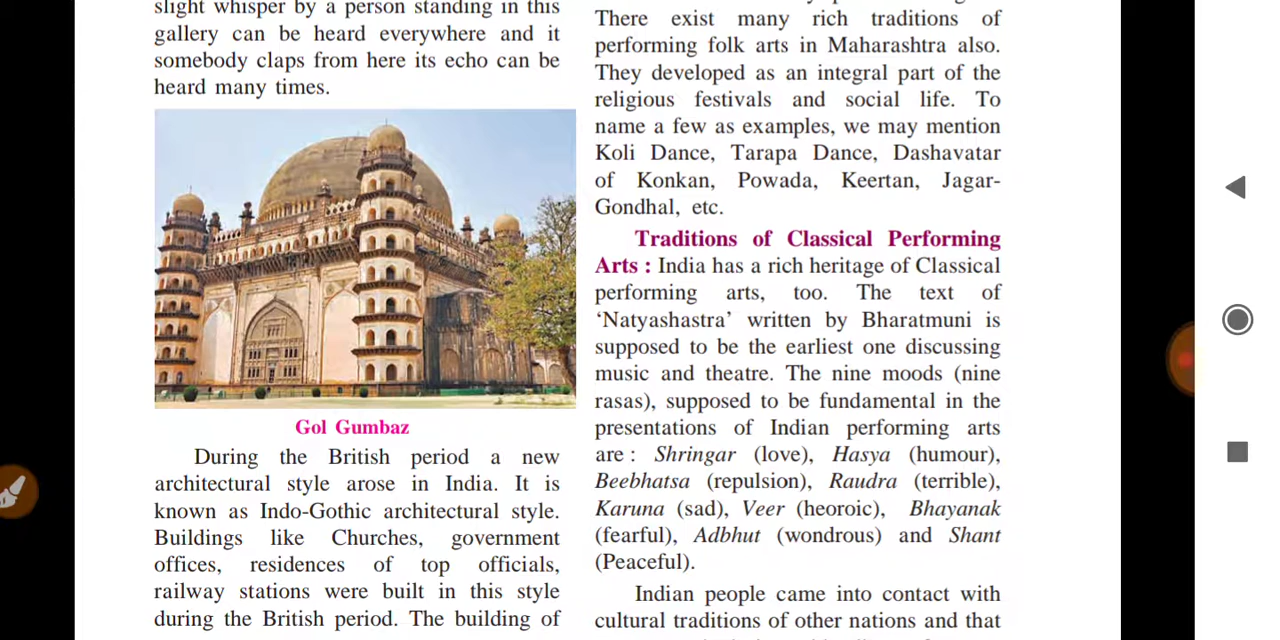 slight whisper by a person standing in this
gallery can be heard everywhere and it
somebody claps from here its echo can be
heard many times.
Gol Gumbaz
During the British period a new
architectural style arose in India. It is
known as Indo-Gothic architectural style.
Buildings like Churches, government
offices, residences of top officials,
railway stations were built in this style
during the British period. The building of
There exist many rich traditions of
performing folk arts in Maharashtra also.
They developed as an integral part of the
religious festivals and social life. To
name a few as examples, we may mention
Koli Dance, Tarapa Dance, Dashavatar
of Konkan, Powada, Keertan, Jagar-
Gondhal, etc.
Traditions of Classical Performing
Arts : India has a rich heritage of Classical
performing arts, too. The text of
‘Natyashastra’ written by Bharatmuni is
supposed to be the earliest one discussing
music and theatre. The nine moods (nine
rasas), supposed to be fundamental in the
presentations of Indian performing arts
are : Shringar (love), Hasya (humour),
Beebhatsa (repulsion), Raudra (terrible),
Karuna (sad), Veer (heoroic), Bhayanak
(fearful), Adbhut (wondrous) and Shant
(Peaceful).
Indian people came into contact with
cultural traditions of other nations and that